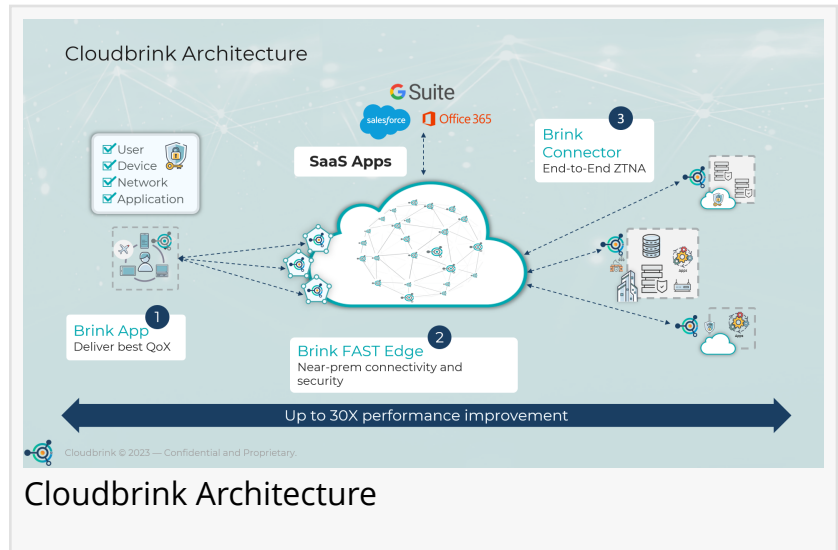 Cloudbrink Architecture
G Suite
salesforce
Office 365
SaaS Apps
User
Device
Network
Application
1
Brink App
Deliver best QoX
2
Brink FAST Edge
Near-prem connectivity and
security
3
Brink
Connector
End-to-End ZTNA
Up to 30X performance improvement
Cloudbrink © 2023 — Confidential and Proprietary.
Cloudbrink Architecture